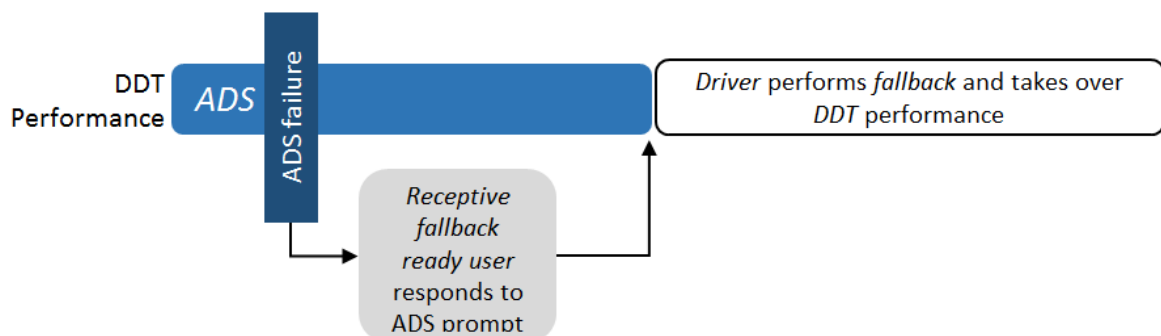 DDT
Performance
ADS
ADS failure
Driver performs fallback and takes over
DDT performance
Receptive
fallback
ready user
responds to
ADS prompt